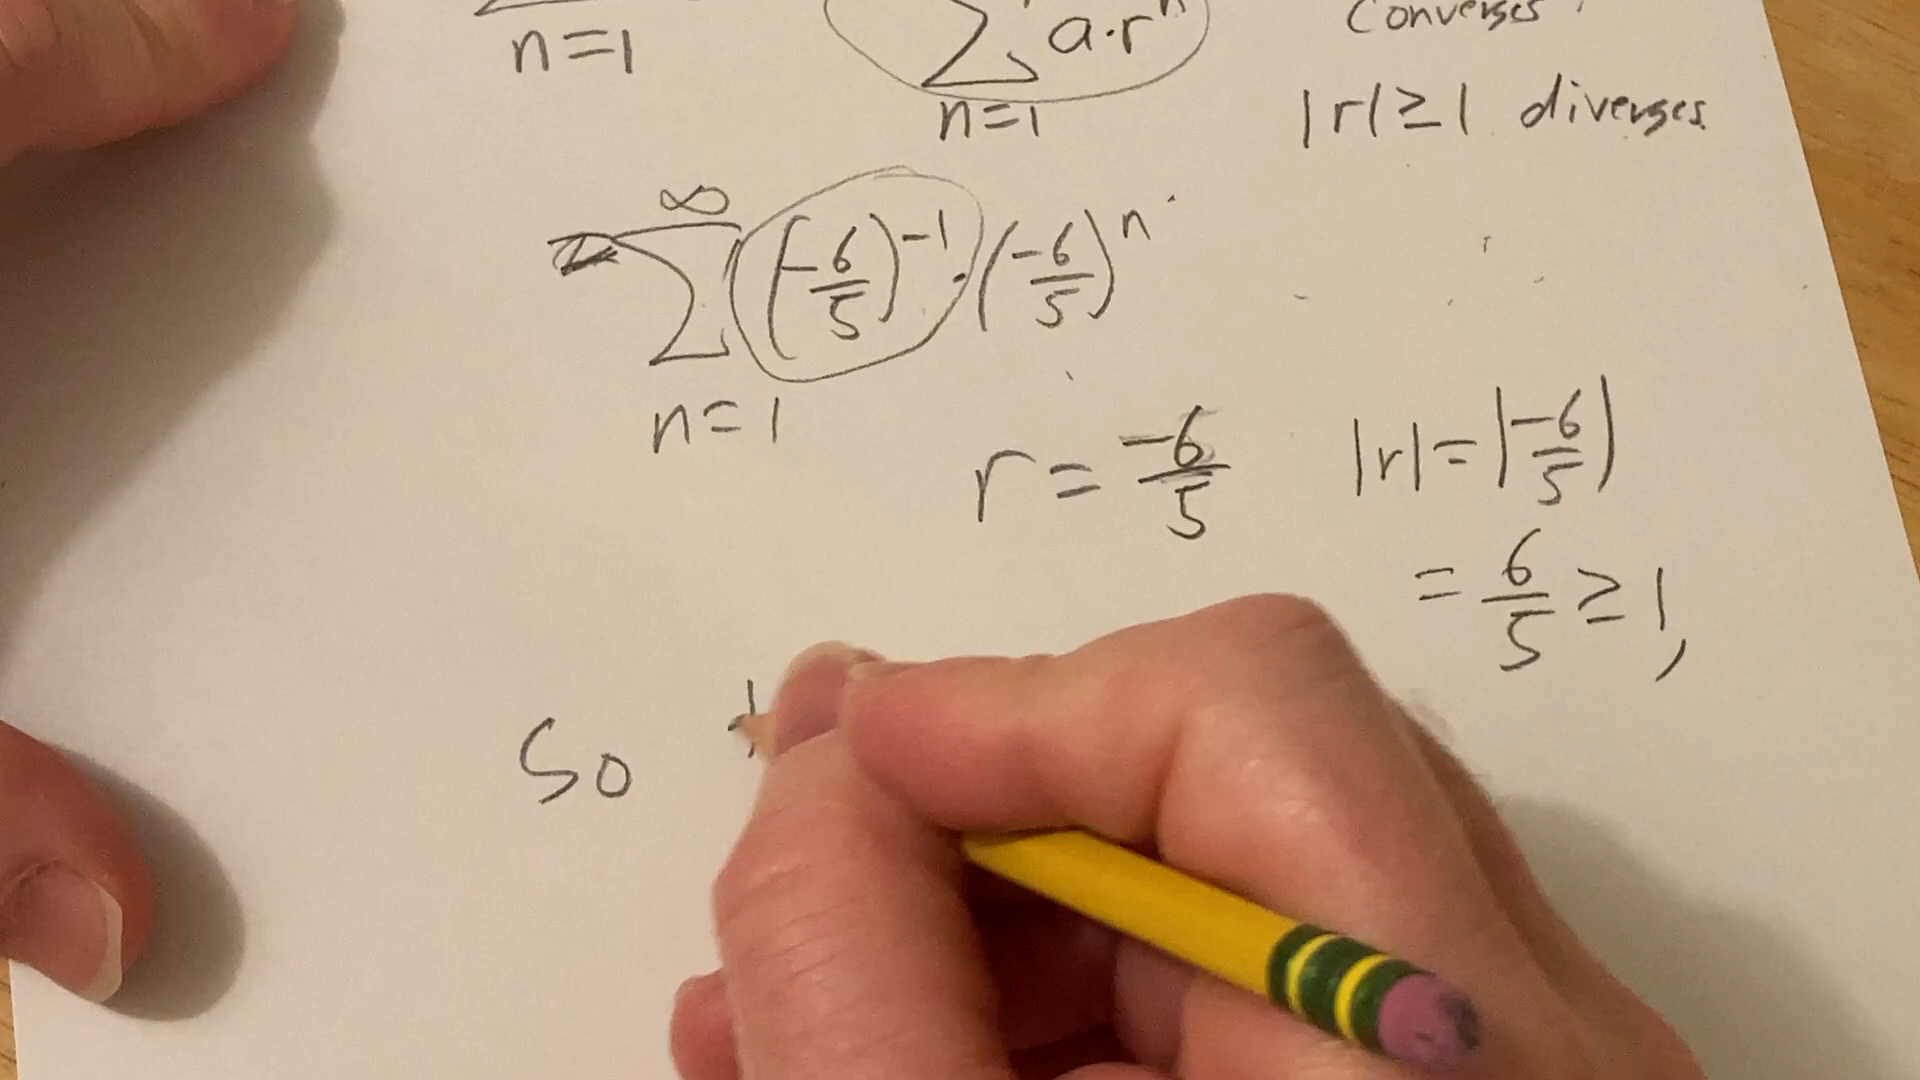 n=1 ∑ a·rⁿ converges
n=1 |r|≥1 diverges
∞
∑ (-6/5)^-1 · (-6/5)^n
n=1
r = -6/5 |r| = |-6/5|
= 6/5 ≥ 1,
So